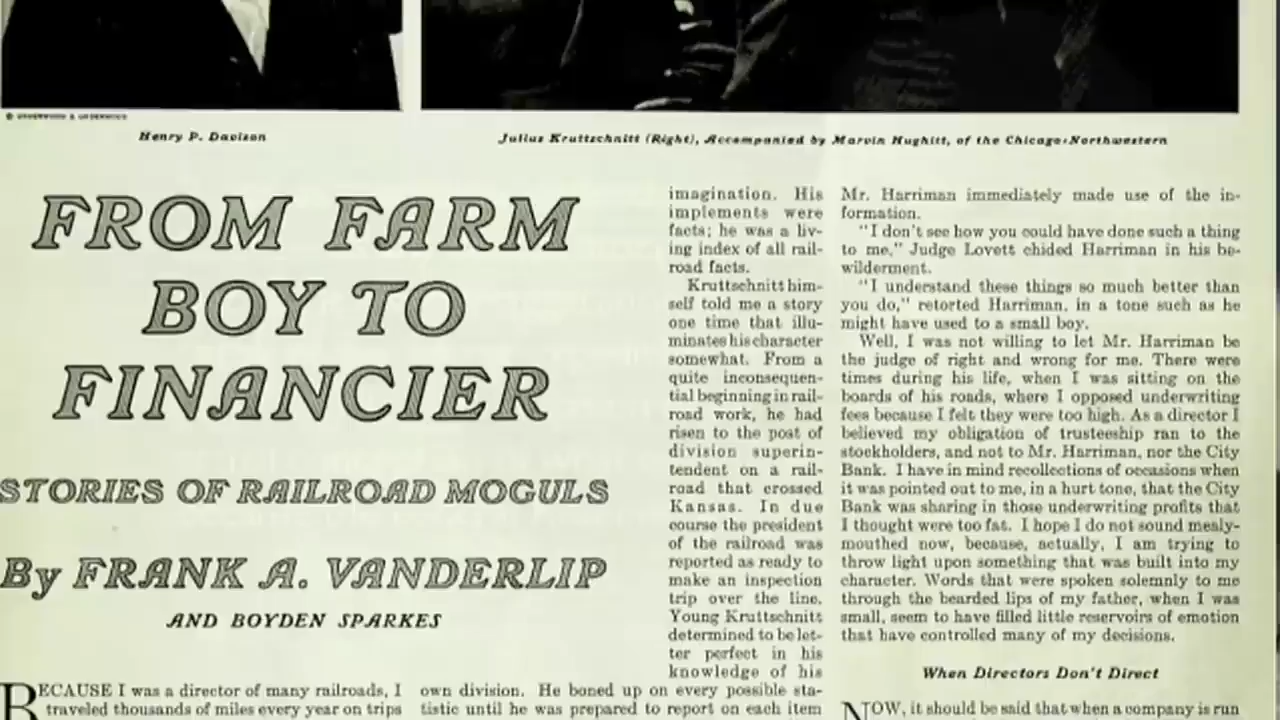 © UNDERWOOD & UNDERWOOD
Henry P. Davison
Julius Kruttschnitt (Right), Accompanied by Marvin Hughitt, of the Chicago-Northwestern
FROM FARM
BOY TO
FINANCIER
STORIES OF RAILROAD MOGULS
By FRANK A. VANDERLIP
AND BOYDEN SPARKES
BECAUSE I was a director of many railroads, I
traveled thousands of miles every year on trips
own division. He boned up on every possible sta-
tistic until he was prepared to report on each item
imagination. His
implements were
facts; he was a liv-
ing index of all rail-
road facts.
Kruttschnitt him-
self told me a story
one time that illu-
minates his character
somewhat. From a
quite inconsequen-
tial beginning in rail-
road work, he had
risen to the post of
division superin-
tendent on a rail-
road that crossed
Kansas. In due
course the president
of the railroad was
reported as ready to
make an inspection
trip over the line.
Young Kruttschnitt
determined to be let-
ter perfect in his
knowledge of his
Mr. Harriman immediately made use of the in-
formation.
"I don't see how you could have done such a thing
to me," Judge Lovett chided Harriman in his be-
wilderment.
"I understand these things so much better than
you do," retorted Harriman, in a tone such as he
might have used to a small boy.
Well, I was not willing to let Mr. Harriman be
the judge of right and wrong for me. There were
times during his life, when I was sitting on the
boards of his roads, where I opposed underwriting
fees because I felt they were too high. As a director I
believed my obligation of trusteeship ran to the
stockholders, and not to Mr. Harriman, nor the City
Bank. I have in mind recollections of occasions when
it was pointed out to me, in a hurt tone, that the City
Bank was sharing in those underwriting profits that
I thought were too fat. I hope I do not sound mealy-
mouthed now, because, actually, I am trying to
throw light upon something that was built into my
character. Words that were spoken solemnly to me
through the bearded lips of my father, when I was
small, seem to have filled little reservoirs of emotion
that have controlled many of my decisions.
When Directors Don't Direct
NOW, it should be said that when a company is run